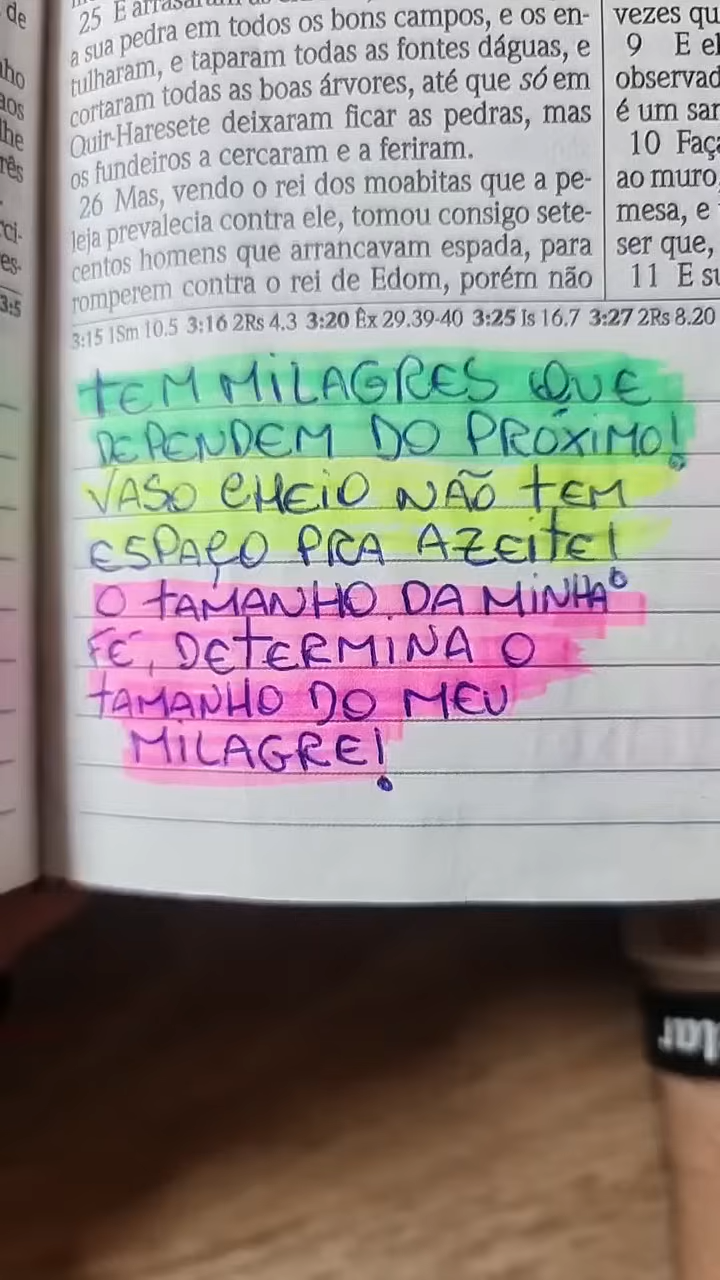 de
25 E
a sua pedra em todos os bons campos, e os en-
tulharam, e taparam todas as fontes dáguas, e
cortaram todas as boas árvores, até que só em
Quir-Haresete deixaram ficar as pedras, mas
os fundeiros a cercaram e a feriram.
26 Mas, vendo o rei dos moabitas que a pe-
leja prevalecia contra ele, tomou consigo sete-
centos homens que arrancavam espada, para
romperem contra o rei de Edom, porém não
vezes qu
9 E el
observad
é um sar
10 Faça
ao muro,
mesa, e
ser que,
11 E su
3:5
3:15 1Sm 10.5 3:16 2Rs 4.3 3:20 Êx 29.39-40 3:25 Is 16.7 3:27 2Rs 8.20
TEM MILAGRES QUE
DEPENDEM DO PRÓXIMO!
VASO CHEIO NÃO TEM
ESPAÇO PRA AZEITE!
O TAMANHO DA MINHA
FÉ, DETERMINA O
TAMANHO DO MEU
MILAGRE!